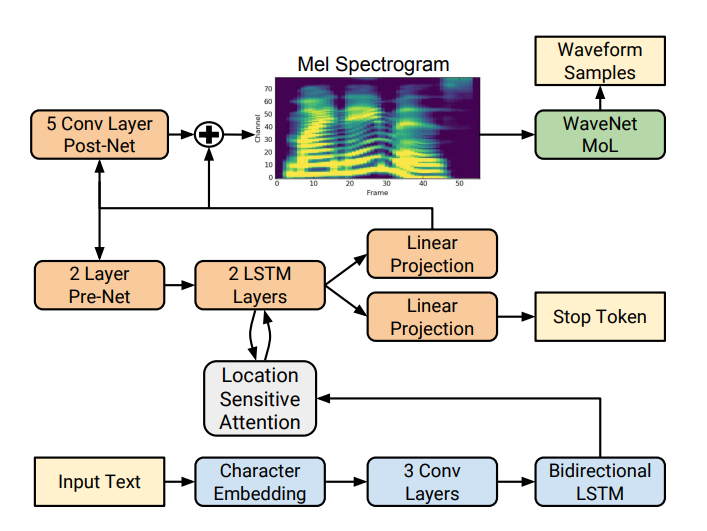 Waveform
Samples
Mel Spectrogram
70
60
50
40
30
20
10
0
Channel
0 10 20 30 40 50
Frame
5 Conv Layer
Post-Net
WaveNet
MoL
2 Layer
Pre-Net
2 LSTM
Layers
Linear
Projection
Linear
Projection
Stop Token
Location
Sensitive
Attention
Input Text
Character
Embedding
3 Conv
Layers
Bidirectional
LSTM